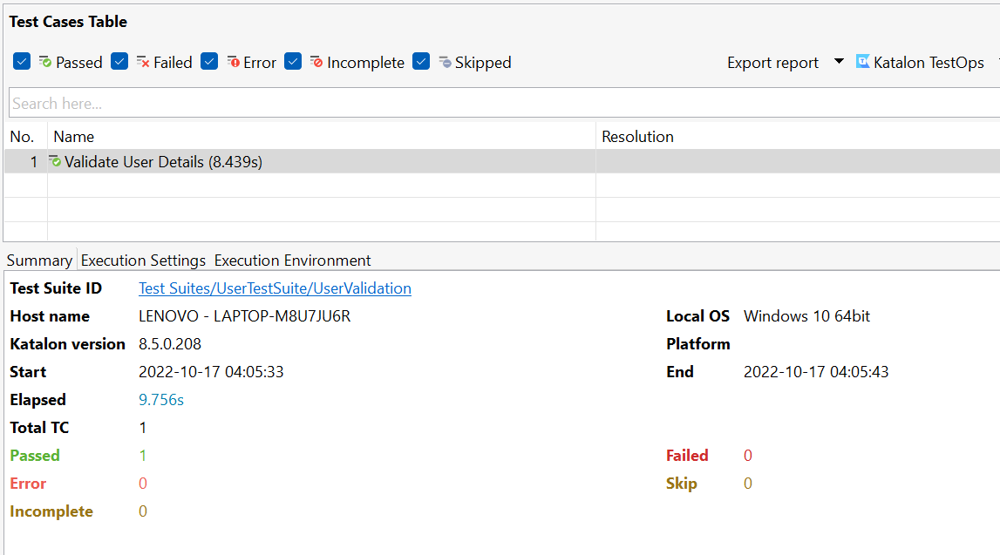 Test Cases Table
Passed Failed Error Incomplete Skipped Export report Katalon TestOps
Search here...
No. Name Resolution
1 Validate User Details (8.439s)
Summary Execution Settings Execution Environment
Test Suite ID Test Suites/UserTestSuite/UserValidation
Host name LENOVO - LAPTOP-M8U7JU6R Local OS Windows 10 64bit
Katalon version 8.5.0.208 Platform
Start 2022-10-17 04:05:33 End 2022-10-17 04:05:43
Elapsed 9.756s
Total TC 1
Passed 1 Failed 0
Error 0 Skip 0
Incomplete 0